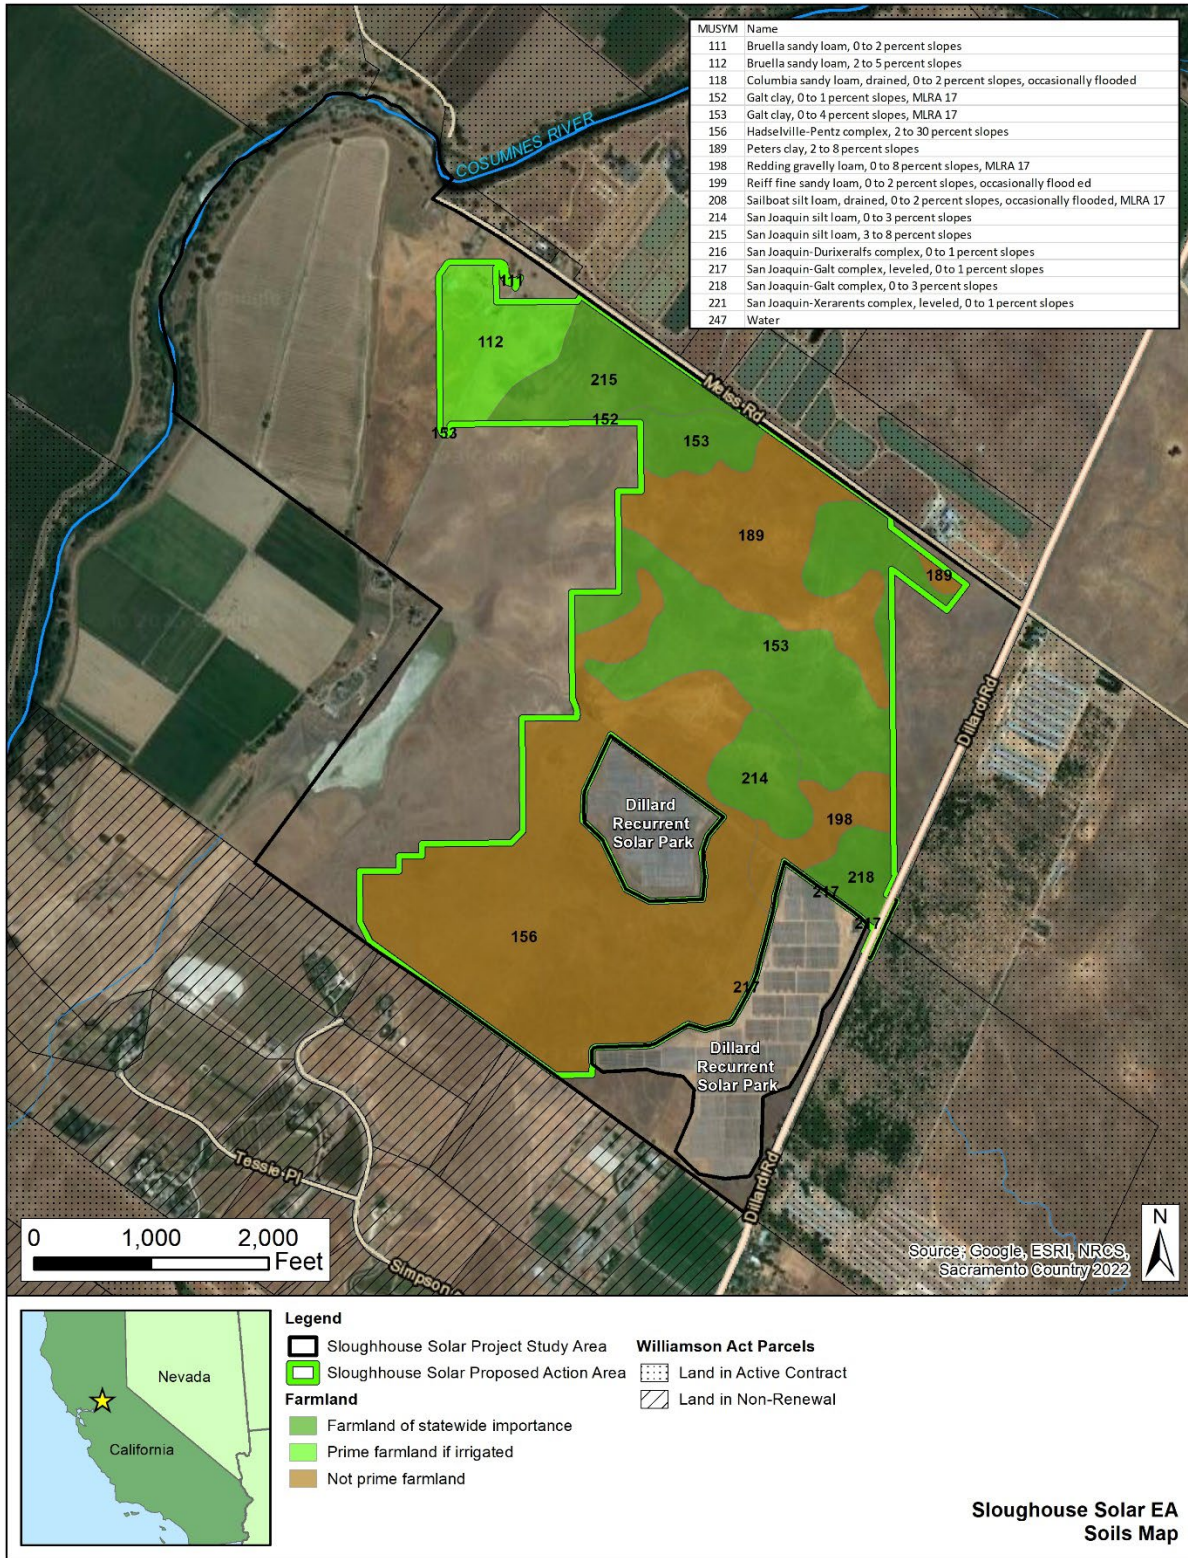 MUSYM Name
111 Bruella sandy loam, 0 to 2 percent slopes
112 Bruella sandy loam, 2 to 5 percent slopes
118 Columbia sandy loam, drained, 0 to 2 percent slopes, occasionally flooded
152 Galt clay, 0 to 1 percent slopes, MLRA 17
153 Galt clay, 0 to 4 percent slopes, MLRA 17
156 Hadselville-Pentz complex, 2 to 30 percent slopes
189 Peters clay, 2 to 8 percent slopes
198 Redding gravelly loam, 0 to 8 percent slopes, MLRA 17
199 Reiff fine sandy loam, 0 to 2 percent slopes, occasionally flood ed
208 Sailboat silt loam, drained, 0 to 2 percent slopes, occasionally flooded, MLRA 17
214 San Joaquin silt loam, 0 to 3 percent slopes
215 San Joaquin silt loam, 3 to 8 percent slopes
216 San Joaquin-Durixeralfs complex, 0 to 1 percent slopes
217 San Joaquin-Galt complex, leveled, 0 to 1 percent slopes
218 San Joaquin-Galt complex, 0 to 3 percent slopes
221 San Joaquin-Xerarents complex, leveled, 0 to 1 percent slopes
247 Water
COSUMNES RIVER
111
112
215
Meiss Rd
152
153
153
189
189
153
Dillard Rd
214
198
Dillard
Recurrent
Solar Park
218
217
217
156
217
Dillard
Recurrent
Solar Park
Tessie Pl
Dillard Rd
Simpson
0 1,000 2,000
Feet
N
Source: Google, ESRI, NRCS,
Sacramento Country 2022
Nevada
California
Legend
Sloughhouse Solar Project Study Area
Sloughhouse Solar Proposed Action Area
Farmland
Farmland of statewide importance
Prime farmland if irrigated
Not prime farmland
Williamson Act Parcels
Land in Active Contract
Land in Non-Renewal
Sloughouse Solar EA
Soils Map